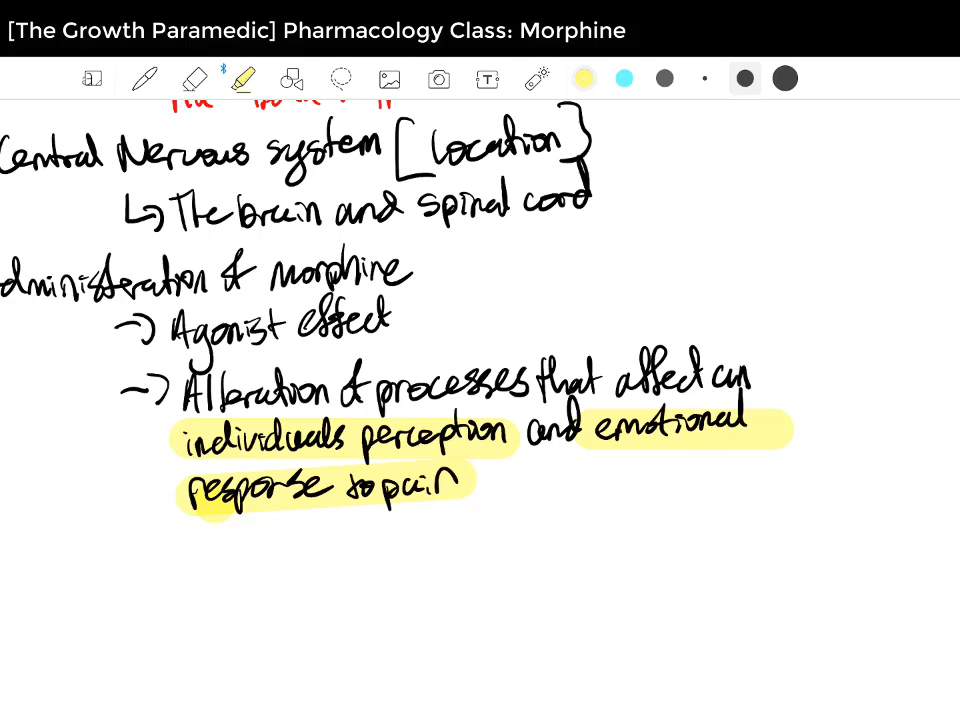 [The Growth Paramedic] Pharmacology Class: Morphine
Central Nervous system [Location]
↳ The brain and spinal cord
dministeration of morphine
→ Agonist effect
→ Alteration of processes that affect an
individuals perception and emotional
response to pain